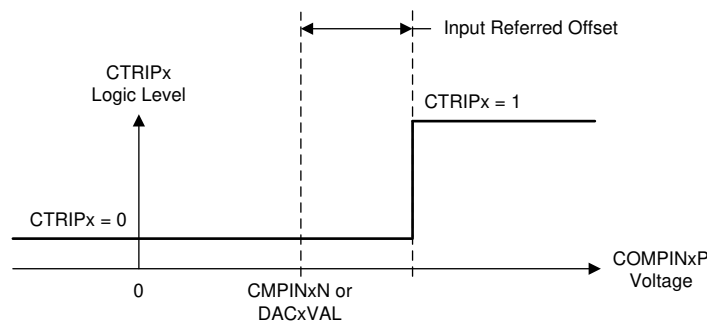 Input Referred Offset
CTRIPx
Logic Level
CTRIPx = 1
CTRIPx = 0
COMPINxP
Voltage
0
CMPINxN or
DACxVAL